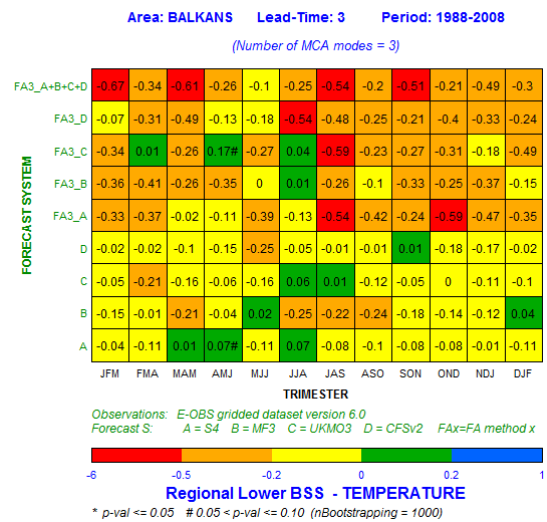 Area: BALKANS Lead-Time: 3 Period: 1988-2008
(Number of MCA modes = 3)
FORECAST SYSTEM
FA3_A+B+C+D -0.67 -0.34 -0.61 -0.26 -0.1 -0.25 -0.54 -0.2 -0.51 -0.21 -0.49 -0.3
FA3_D -0.07 -0.31 -0.49 -0.13 -0.18 -0.54 -0.48 -0.25 -0.21 -0.4 -0.33 -0.24
FA3_C -0.34 0.01 -0.26 0.17# -0.27 0.04 -0.59 -0.23 -0.27 -0.31 -0.18 -0.49
FA3_B -0.36 -0.41 -0.26 -0.35 0 0.01 -0.26 -0.1 -0.33 -0.25 -0.37 -0.15
FA3_A -0.33 -0.37 -0.02 -0.11 -0.39 -0.13 -0.54 -0.42 -0.24 -0.59 -0.47 -0.35
D -0.02 -0.02 -0.1 -0.15 -0.25 -0.05 -0.01 -0.01 0.01 -0.18 -0.17 -0.02
C -0.05 -0.21 -0.16 -0.06 -0.16 0.06 0.01 -0.12 -0.05 0 -0.11 -0.1
B -0.15 -0.01 -0.21 -0.04 0.02 -0.25 -0.22 -0.24 -0.18 -0.14 -0.12 0.04
A -0.04 -0.11 0.01 0.07# -0.11 0.07 -0.08 -0.1 -0.08 -0.08 -0.01 -0.11
JFM FMA MAM AMJ MJJ JJA JAS ASO SON OND NDJ DJF
TRIMESTER
Observations: E-OBS gridded dataset version 6.0
Forecast S: A = S4 B = MF3 C = UKMO3 D = CFSv2 FAx=FA method x
-6 -0.5 -0.2 0 0.2 1
Regional Lower BSS - TEMPERATURE
* p-val <= 0.05 # 0.05 < p-val <= 0.10 (nBootstrapping = 1000)